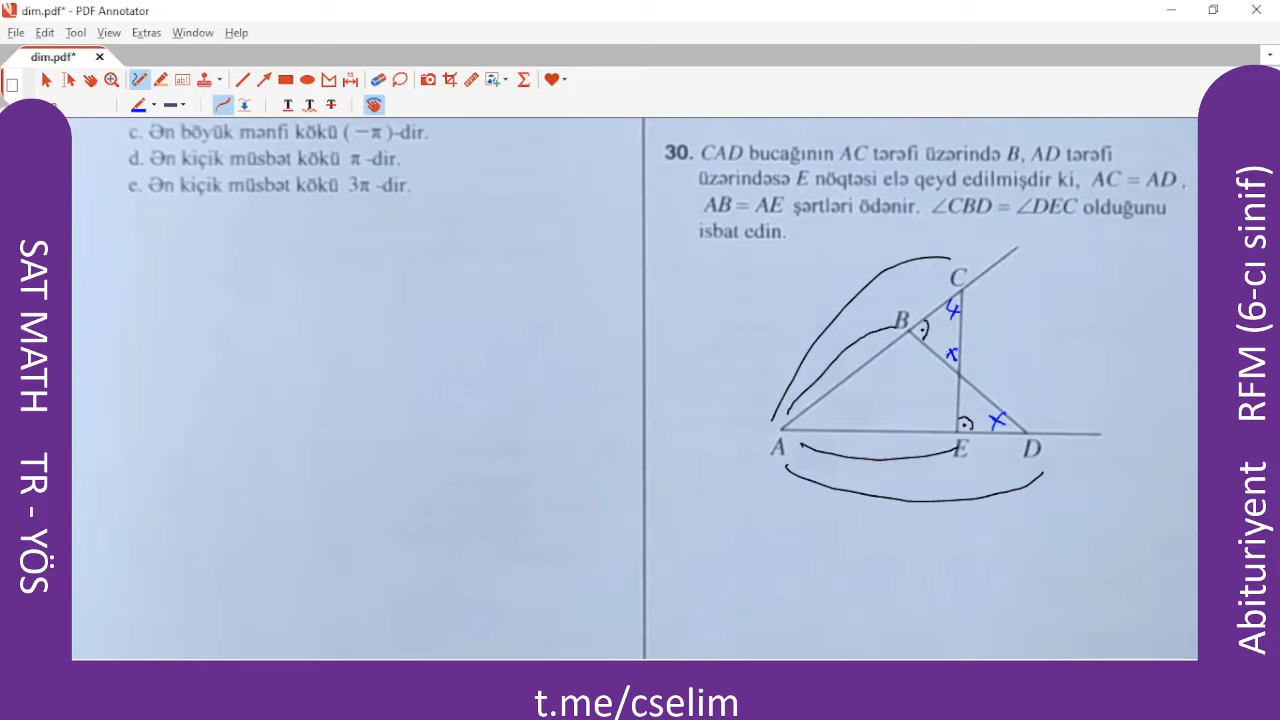 dim.pdf* - PDF Annotator
File Edit Tool View Extras Window Help
dim.pdf*
c. Ən böyük mənfi kökü (−π)-dir.
d. Ən kiçik müsbət kökü π -dir.
e. Ən kiçik müsbət kökü 3π -dir.
30. CAD bucağının AC tərəfi üzərində B, AD tərəfi
üzərindəsə E nöqtəsi elə qeyd edilmişdir ki, AC = AD ,
AB = AE şərtləri ödənir. ∠CBD = ∠DEC olduğunu
isbat edin.
C
4
B
x
x
A E D
SAT MATH TR - YÖS
Abituriyent RFM (6-cı sinif)
t.me/cselim